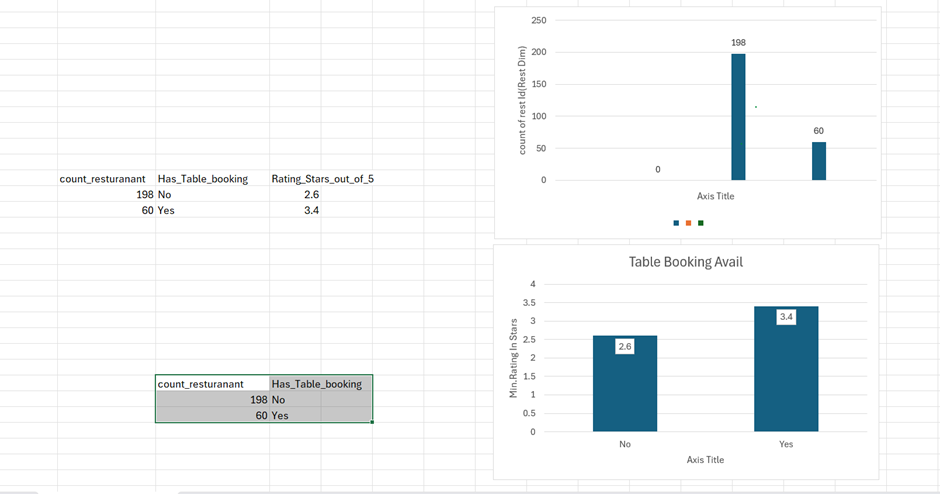 count_resturanant Has_Table_booking Rating_Stars_out_of_5
198 No 2.6
60 Yes 3.4
count_resturanant Has_Table_booking
198 No
60 Yes
count of rest Id(Rest Dim)
250
200
150
100
50
0
0
198
60
Axis Title
Table Booking Avail
Min.Rating In Stars
4
3.5
3
2.5
2
1.5
1
0.5
0
2.6
3.4
No Yes
Axis Title